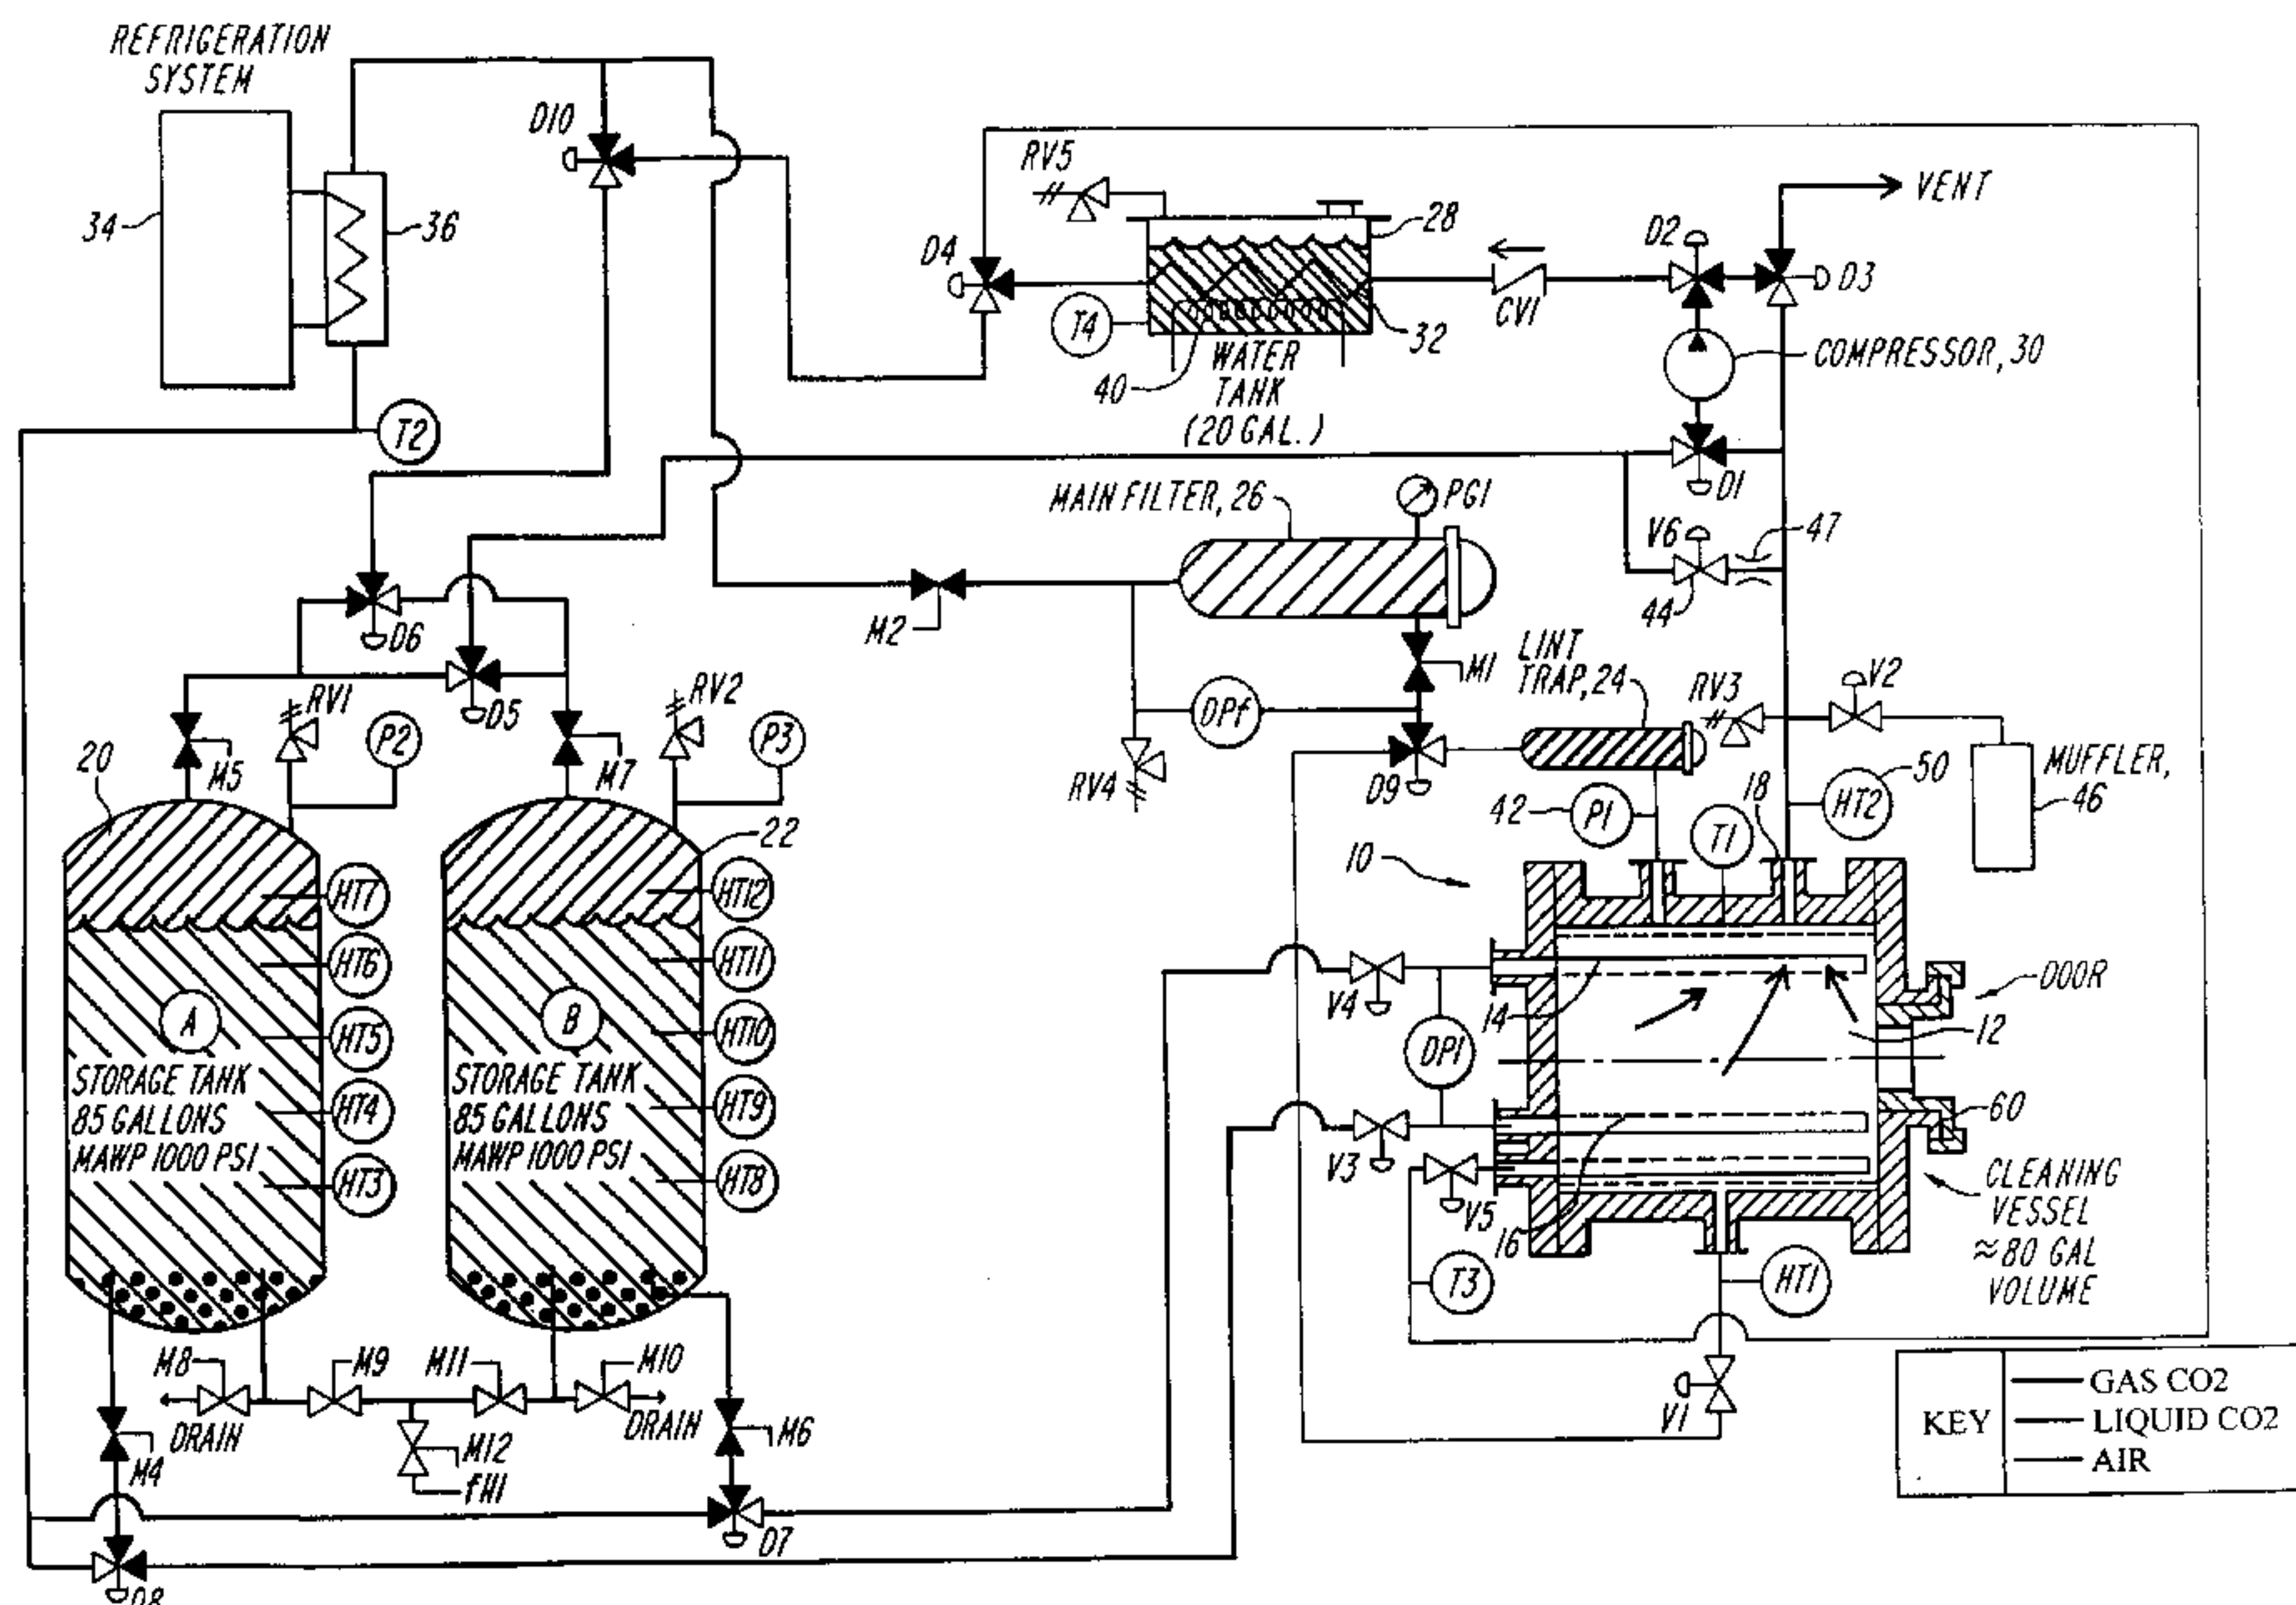 REFRIGERATION
SYSTEM
34
36
T2
D10
RV5
28
D4
T4
40
WATER
TANK
(20 GAL.)
32
CV1
D2
VENT
D3
COMPRESSOR, 30
D1
MAIN FILTER, 26
PG1
V6
47
44
M2
M1
LINT
TRAP, 24
RV3
V2
DPf
RV4
D9
P1
42
T1
18
HT2
50
MUFFLER,
46
D6
D5
RV1
P2
M5
20
M7
RV2
P3
22
HT7
HT6
HT5
HT4
HT3
A
STORAGE TANK
85 GALLONS
MAWP 1000 PSI
HT12
HT11
HT10
HT9
HT8
B
STORAGE TANK
85 GALLONS
MAWP 1000 PSI
10
V4
14
DP1
DOOR
12
V3
V5
16
60
CLEANING
VESSEL
≈80 GAL
VOLUME
T3
HT1
V1
M8
M9
M11
M10
DRAIN
DRAIN
M4
M12
fH1
M6
D7
D8
KEY
GAS CO2
LIQUID CO2
AIR